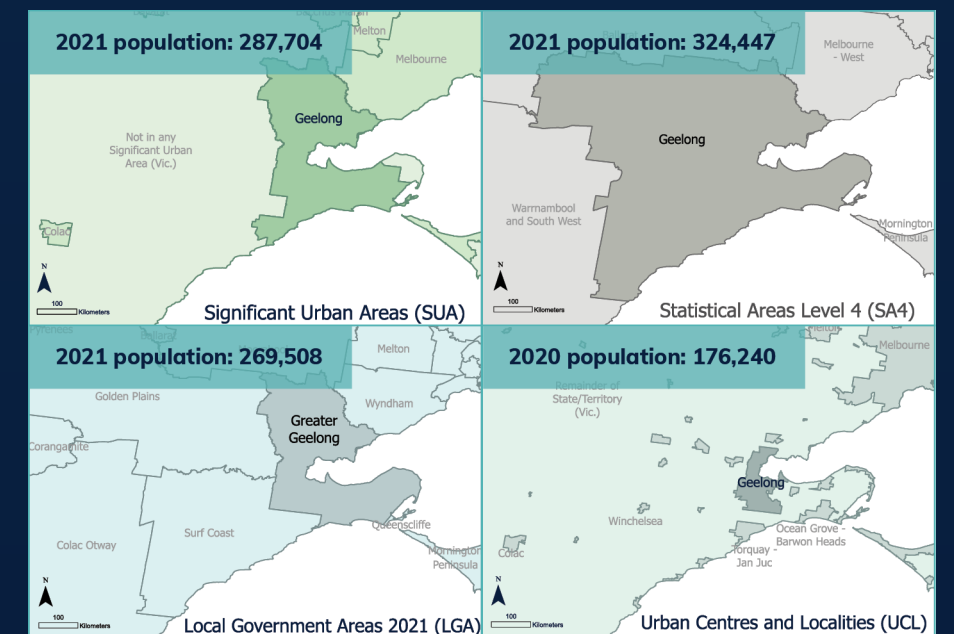 2021 population: 287,704
Melton
Melbourne
Geelong
Not in any
Significant Urban
Area (Vic.)
Colac
N
100
Kilometers
Significant Urban Areas (SUA)
2021 population: 324,447
Melbourne
- West
Geelong
Warrnambool
and South West
Mornington
Peninsula
N
100
Kilometers
Statistical Areas Level 4 (SA4)
Pyrenees
2021 population: 269,508
Melton
Golden Plains
Wyndham
Greater
Geelong
Corangamite
Surf Coast
Queenscliffe
Colac Otway
Mornington
Peninsula
N
100
Kilometers
Local Government Areas 2021 (LGA)
Melton
2020 population: 176,240
Melbourne
Remainder of
State/Territory
(Vic.)
Geelong
Winchelsea
Ocean Grove -
Barwon Heads
Colac
Torquay -
Jan Juc
N
100
Kilometers
Urban Centres and Localities (UCL)